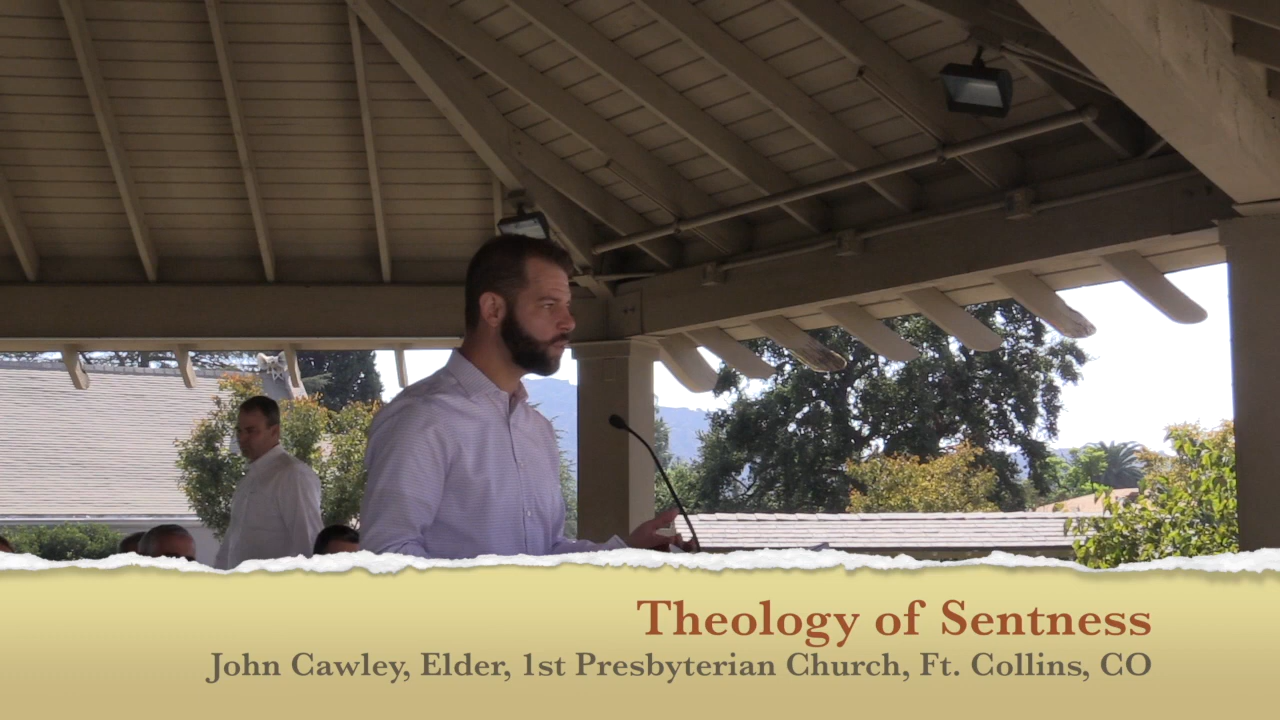 Theology of Sentness
John Cawley, Elder, 1st Presbyterian Church, Ft. Collins, CO